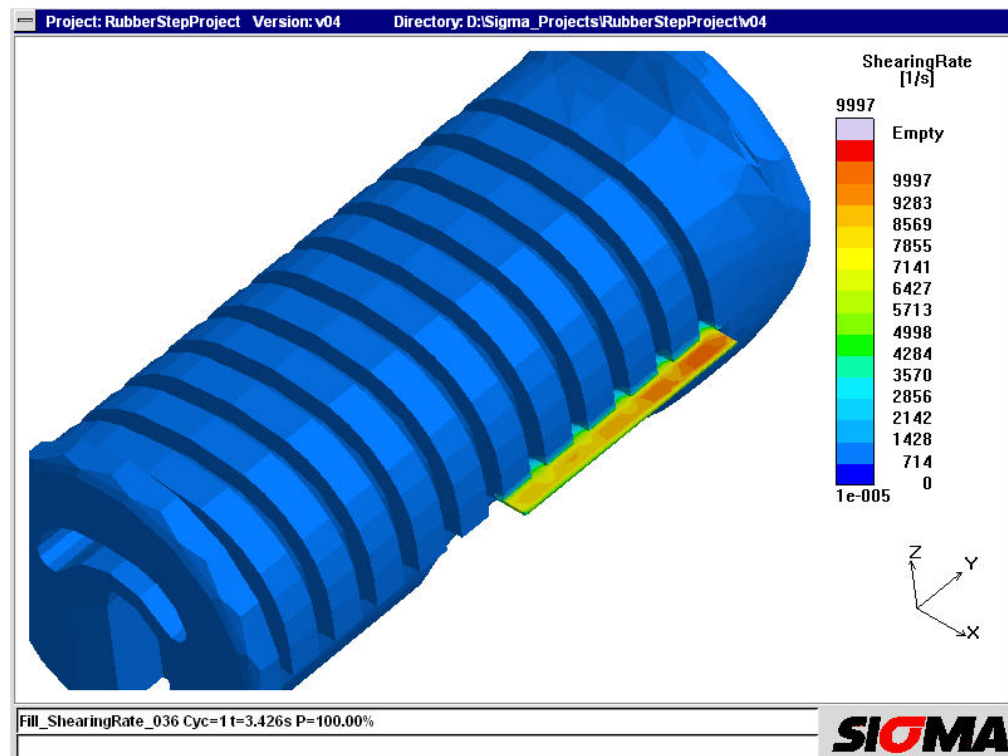 Project: RubberStepProject Version: v04 Directory: D:\Sigma_Projects\RubberStepProject\v04
ShearingRate
[1/s]
9997
Empty
9997
9283
8569
7855
7141
6427
5713
4998
4284
3570
2856
2142
1428
714
0
1e-005
Z
Y
X
Fill_ShearingRate_036 Cyc=1 t=3.426s P=100.00%
SIGMA